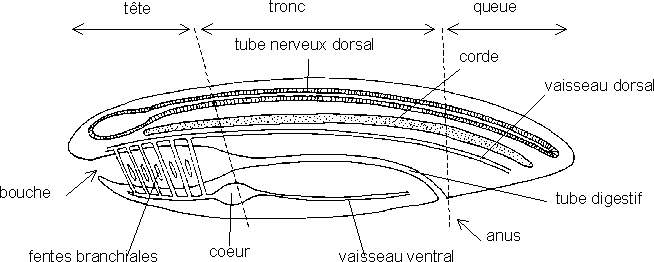 tête
tronc
queue
tube nerveux dorsal
corde
vaisseau dorsal
bouche
tube digestif
anus
fentes branchiales
coeur
vaisseau ventral